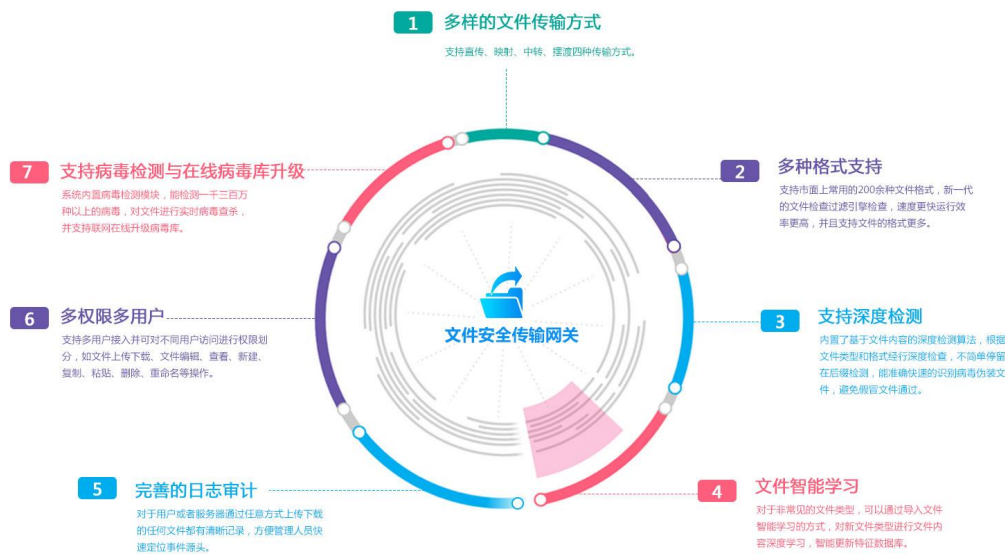 1 多样的文件传输方式
支持直传、映射、中转、摆渡四种传输方式。
2 多种格式支持
支持市面上常用的200余种文件格式，新一代
的文件检查过滤引擎检查，速度更快运行效
率更高，并且支持文件的格式更多。
3 支持深度检测
内置了基于文件内容的深度检测算法，根据
文件类型和格式经行深度检查，不简单停留
在后缀检测，能准确快速的识别病毒伪装文
件，避免假冒文件通过。
4 文件智能学习
对于非常见的文件类型，可以通过导入文件
智能学习的方式，对新文件类型进行文件内
容深度学习，智能更新特征数据库。
5 完善的日志审计
对于用户或者服务器通过任意方式上传下载
的任何文件都有清晰记录，方便管理人员快
速定位事件源头。
6 多权限多用户
支持多用户接入并可对不同用户访问进行权限划
分，如文件上传下载、文件编辑、查看、新建、
复制、粘贴、删除、重命名等操作。
7 支持病毒检测与在线病毒库升级
系统内置病毒检测模块，能检测一千三百万
种以上的病毒，对文件进行实时病毒查杀，
并支持联网在线升级病毒库。
文件安全传输网关